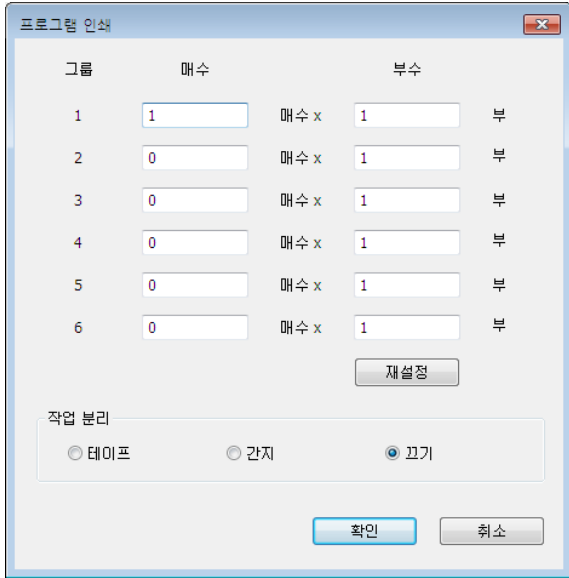 프로그램 인쇄
그룹 매수 부수
1 1 매수 x 1 부
2 0 매수 x 1 부
3 0 매수 x 1 부
4 0 매수 x 1 부
5 0 매수 x 1 부
6 0 매수 x 1 부
재설정
작업 분리
테이프 간지 끄기
확인 취소